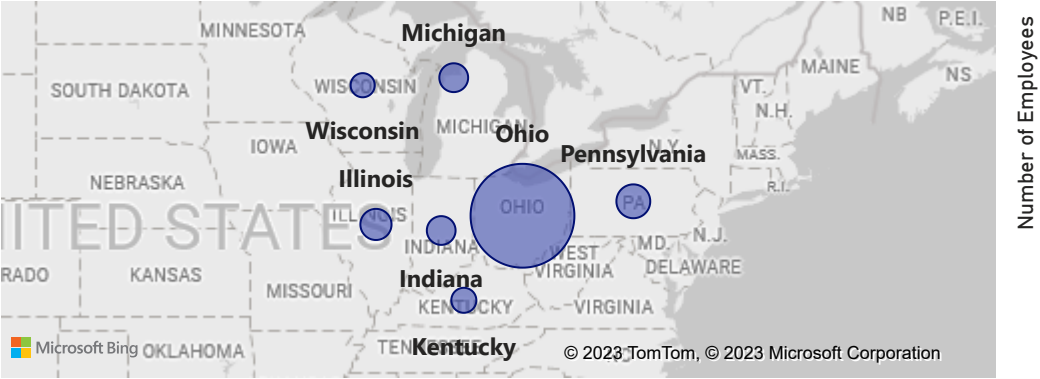 NB
P.E.I.
MINNESOTA
Michigan
MAINE
NS
SOUTH DAKOTA
WISCONSIN
VT.
N.H.
Wisconsin
MICHIGAN
Ohio
IOWA
N.Y.
MASS.
Pennsylvania
NEBRASKA
Illinois
R.I.
ILLINOIS
OHIO
PA
UNITED STATES
INDIANA
WEST
VIRGINIA
MD.
N.J.
DELAWARE
RADO
KANSAS
Indiana
MISSOURI
KENTUCKY
VIRGINIA
Microsoft Bing
OKLAHOMA
TENNESSEE
Kentucky
© 2023 TomTom, © 2023 Microsoft Corporation
Number of Employees